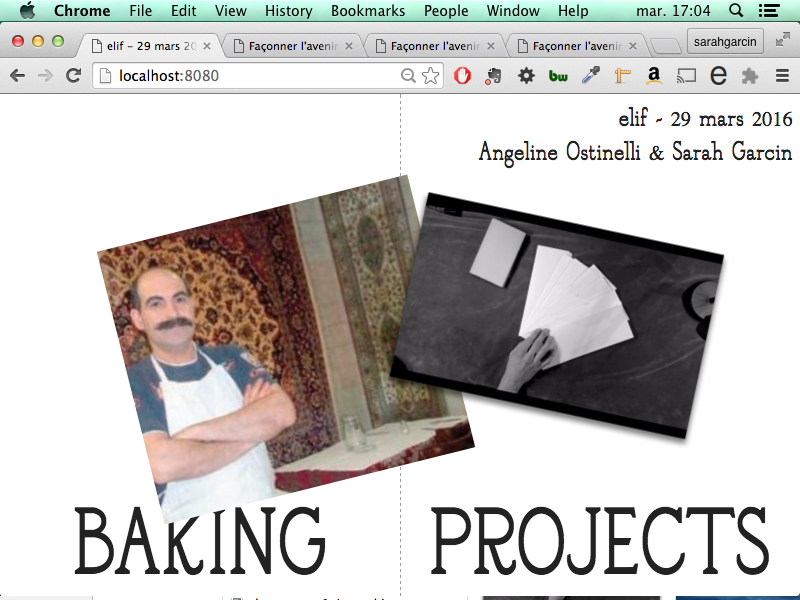 Chrome File Edit View History Bookmarks People Window Help mar. 17:04
elif - 29 mars 20 Façonner l'avenir Façonner l'avenir Façonner l'avenir sarahgarcin
localhost:8080 bw a e
elif - 29 mars 2016
Angeline Ostinelli & Sarah Garcin
BAKING PROJECTS